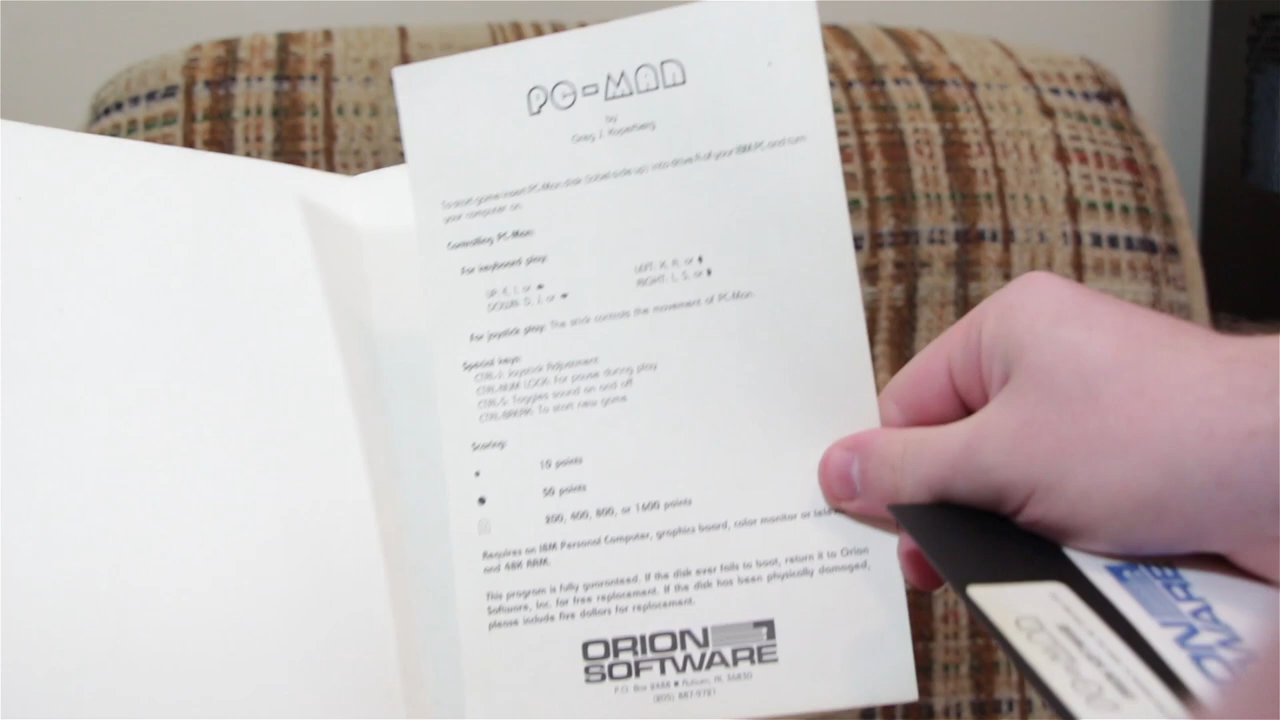 PC-MAN
by
Greg J. Kuperberg
To start game insert PC-Man disk (label side up) into drive A of your IBM PC and turn
your computer on.
Controlling PC-Man:
For keyboard play:
UP: E, I, or
LEFT: K, R, or
DOWN: D, J, or
RIGHT: L, S, or
For joystick play: The stick controls the movement of PC-Man.
Special keys:
CTRL-J: Joystick Adjustment
CTRL-NUM LOCK: For pause during play
CTRL-S: Toggles sound on and off
CTRL-BREAK: To start new game
Scoring:
10 points
50 points
200, 400, 800, or 1600 points
Requires an IBM Personal Computer, graphics board, color monitor or
and 48K RAM.
This program is fully guaranteed. If the disk ever fails to boot, return it to Orion
Software, Inc. for free replacement. If the disk has been physically damaged,
please include five dollars for replacement.
ORION
SOFTWARE
P.O. Box 2488 ■ Auburn, AL 36830